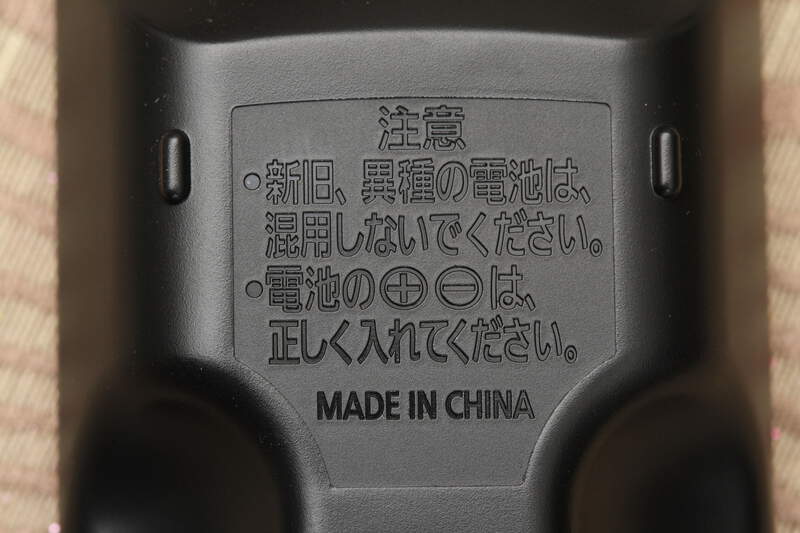 注意
●新旧、異種の電池は、
混用しないでください。
●電池の⊕⊖は、
正しく入れてください。
MADE IN CHINA